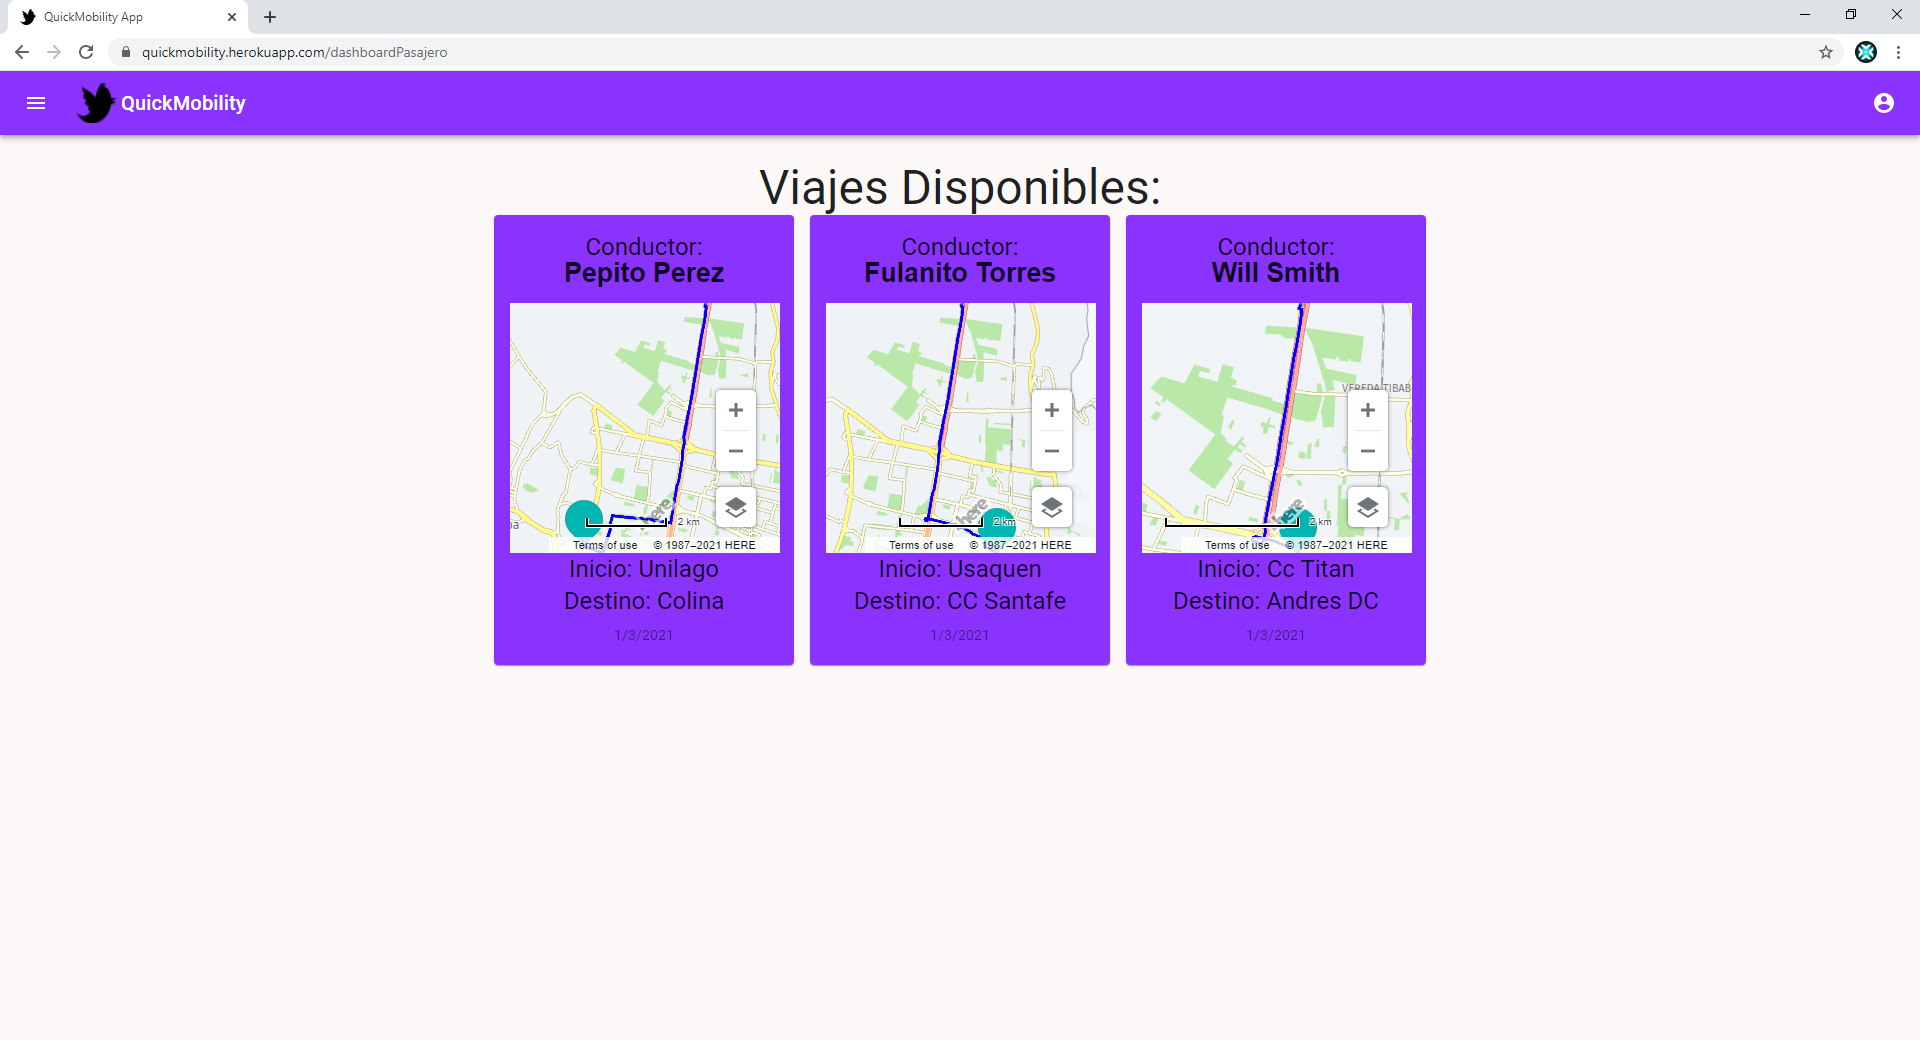 QuickMobility App
quickmobility.herokuapp.com/dashboardPasajero
QuickMobility
Viajes Disponibles:
Conductor:
Pepito Perez
here
2 km
Terms of use © 1987–2021 HERE
Inicio: Unilago
Destino: Colina
1/3/2021
Conductor:
Fulanito Torres
here
2 km
Terms of use © 1987–2021 HERE
Inicio: Usaquen
Destino: CC Santafe
1/3/2021
Conductor:
Will Smith
VEREDA TIBAB
here
2 km
Terms of use © 1987–2021 HERE
Inicio: Cc Titan
Destino: Andres DC
1/3/2021